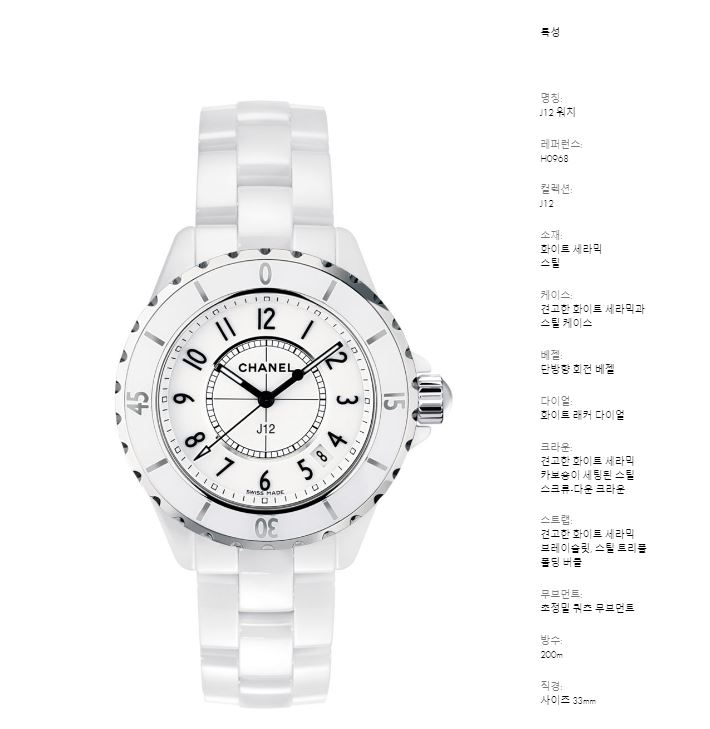 0
12
11
1
10
2
CHANEL
9
3
45
15
J12
8
4
8
7
5
6
SWISS MADE
30
특성
명칭:
J12 워치
레퍼런스:
H0968
컬렉션:
J12
소재:
화이트 세라믹
스틸
케이스:
견고한 화이트 세라믹과
스틸 케이스
베젤:
단방향 회전 베젤
다이얼:
화이트 래커 다이얼
크라운:
견고한 화이트 세라믹
카보숑이 세팅된 스틸
스크류-다운 크라운
스트랩:
견고한 화이트 세라믹
브레이슬릿, 스틸 트리플
폴딩 버클
무브먼트:
초정밀 쿼츠 무브먼트
방수:
200m
직경:
사이즈 33mm